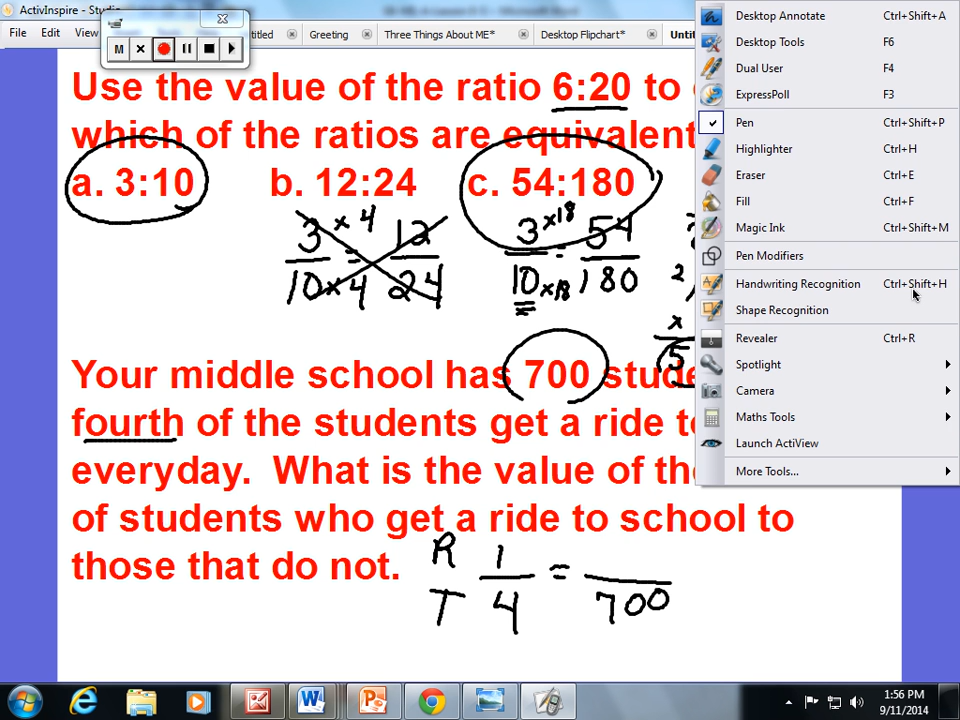 ActivInspire - Studio
File Edit View
ntitled Greeting Three Things About ME* Desktop Flipchart* Unti
M
Use the value of the ratio 6:20 to
which of the ratios are equivalent
a. 3:10 b. 12:24 c. 54:180
3 × 4 12 3 ×18 54
10 × 4 = 24 10 ×18 = 180
2
×
5
Your middle school has 700 stude
fourth of the students get a ride to
everyday. What is the value of the
of students who get a ride to school to
those that do not.
R 1 =
T 4 700
Desktop Annotate Ctrl+Shift+A
Desktop Tools F6
Dual User F4
ExpressPoll F3
Pen Ctrl+Shift+P
Highlighter Ctrl+H
Eraser Ctrl+E
Fill Ctrl+F
Magic Ink Ctrl+Shift+M
Pen Modifiers
Handwriting Recognition Ctrl+Shift+H
Shape Recognition
Revealer Ctrl+R
Spotlight
Camera
Maths Tools
Launch ActiView
More Tools...
1:56 PM
9/11/2014